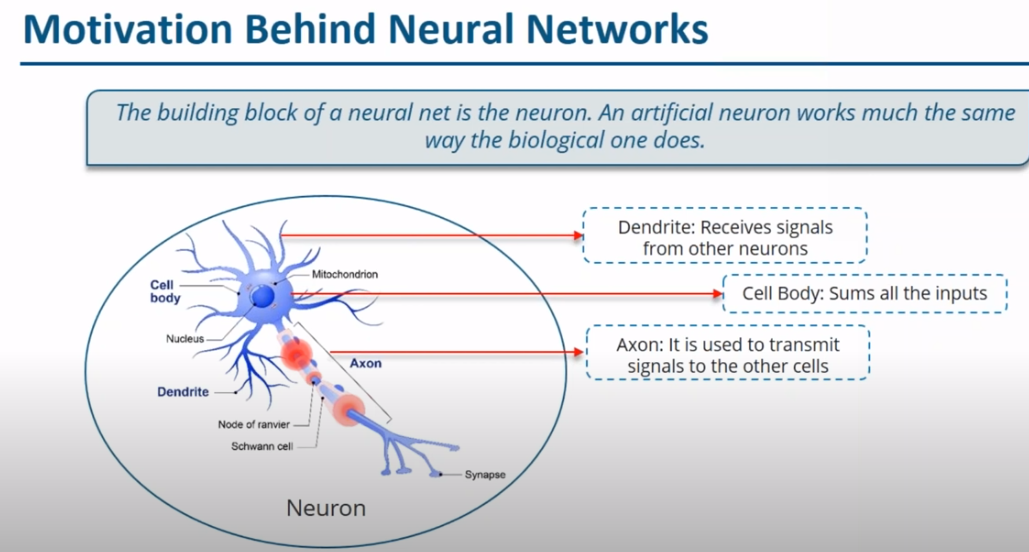 Motivation Behind Neural Networks
The building block of a neural net is the neuron. An artificial neuron works much the same
way the biological one does.
Dendrite: Receives signals
from other neurons
Cell Body: Sums all the inputs
Axon: It is used to transmit
signals to the other cells
Mitochondrion
Cell
body
Nucleus
Axon
Dendrite
Node of ranvier
Schwann cell
Synapse
Neuron